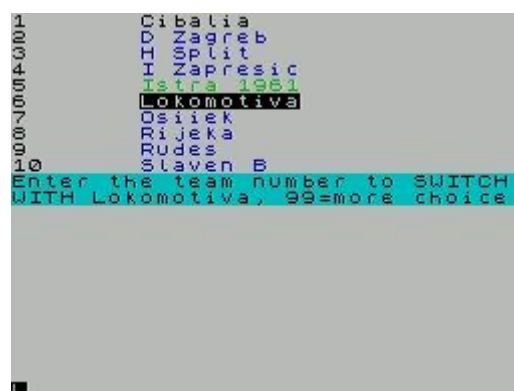 1 Cibalia
2 D Zagreb
3 H Split
4 I Zapresic
5 Istra 1961
6 Lokomotiva
7 Osijek
8 Rijeka
9 Rudes
10 Slaven B
Enter the team number to SWITCH
WITH Lokomotiva, 99=more choice
L